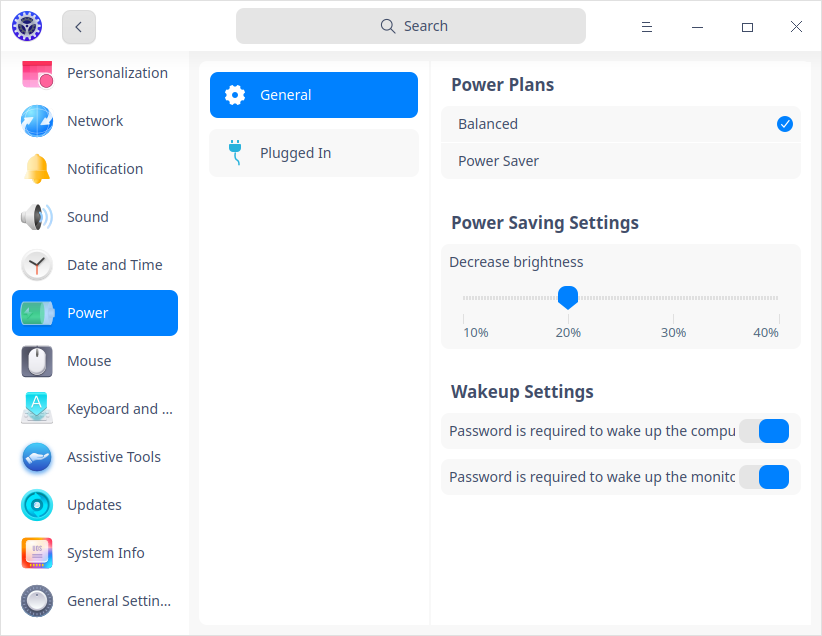 Search
Personalization
Network
Notification
Sound
Date and Time
Power
Mouse
Keyboard and ...
Assistive Tools
Updates
System Info
General Settin...
General
Plugged In
Power Plans
Balanced
Power Saver
Power Saving Settings
Decrease brightness
10% 20% 30% 40%
Wakeup Settings
Password is required to wake up the compu
Password is required to wake up the monito